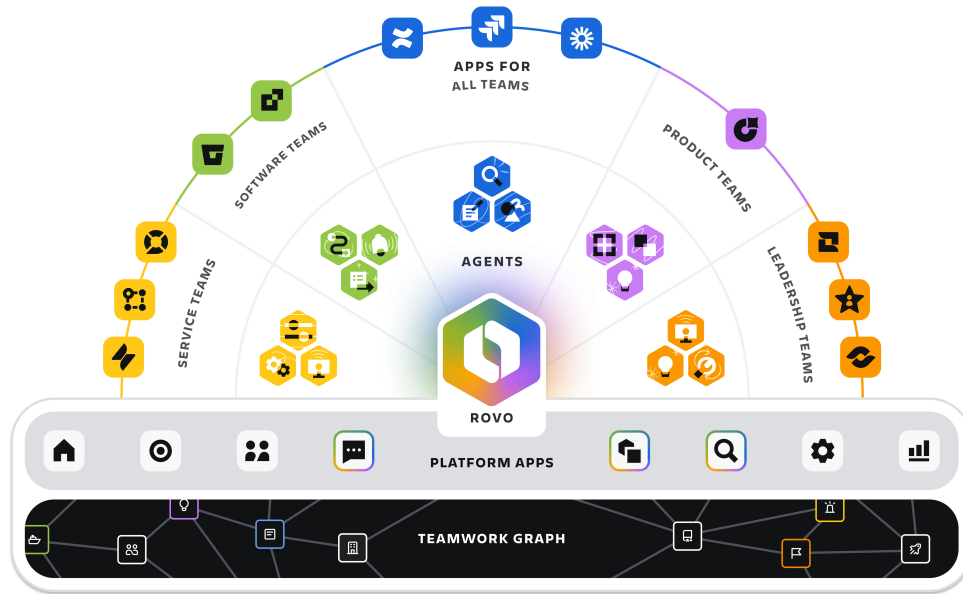 APPS FOR
ALL TEAMS
SOFTWARE TEAMS
PRODUCT TEAMS
SERVICE TEAMS
LEADERSHIP TEAMS
AGENTS
ROVO
PLATFORM APPS
TEAMWORK GRAPH